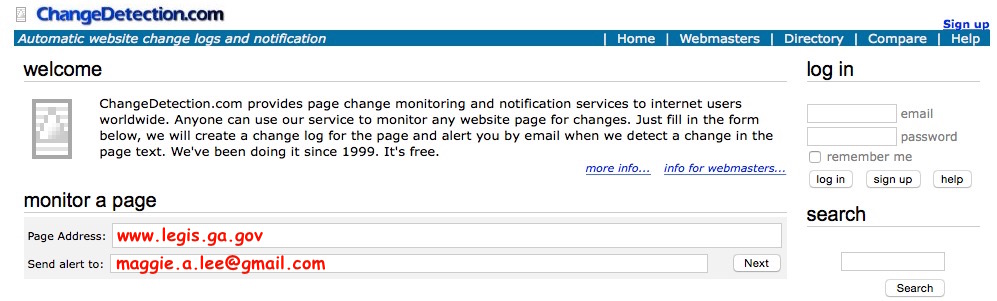 ChangeDetection.com
Sign up
Automatic website change logs and notification | Home | Webmasters | Directory | Compare | Help
welcome
ChangeDetection.com provides page change monitoring and notification services to internet users
worldwide. Anyone can use our service to monitor any website page for changes. Just fill in the form
below, we will create a change log for the page and alert you by email when we detect a change in the
page text. We've been doing it since 1999. It's free.
more info... info for webmasters...
monitor a page
Page Address: www.legis.ga.gov
Send alert to: maggie.a.lee@gmail.com Next
log in
email
password
remember me
log in sign up help
search
Search